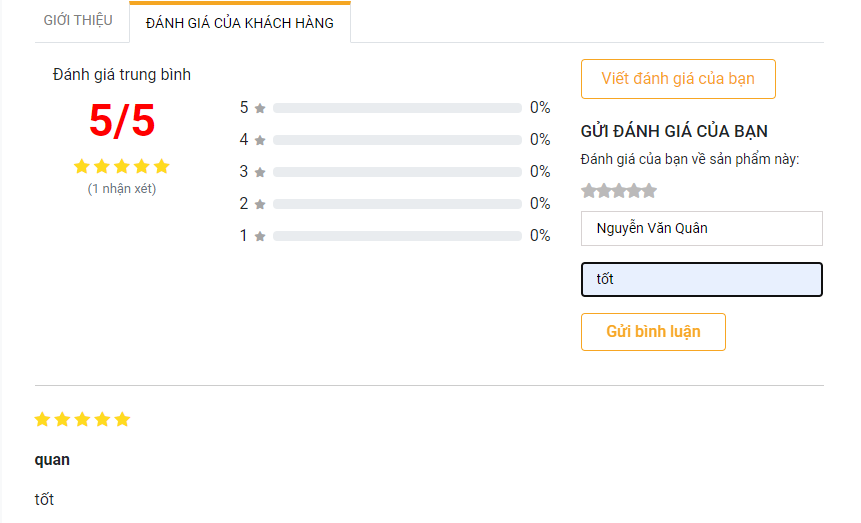 GIỚI THIỆU
ĐÁNH GIÁ CỦA KHÁCH HÀNG
Đánh giá trung bình
5/5
(1 nhận xét)
5 0%
4 0%
3 0%
2 0%
1 0%
Viết đánh giá của bạn
GỬI ĐÁNH GIÁ CỦA BẠN
Đánh giá của bạn về sản phẩm này:
Nguyễn Văn Quân
tốt
Gửi bình luận
quan
tốt